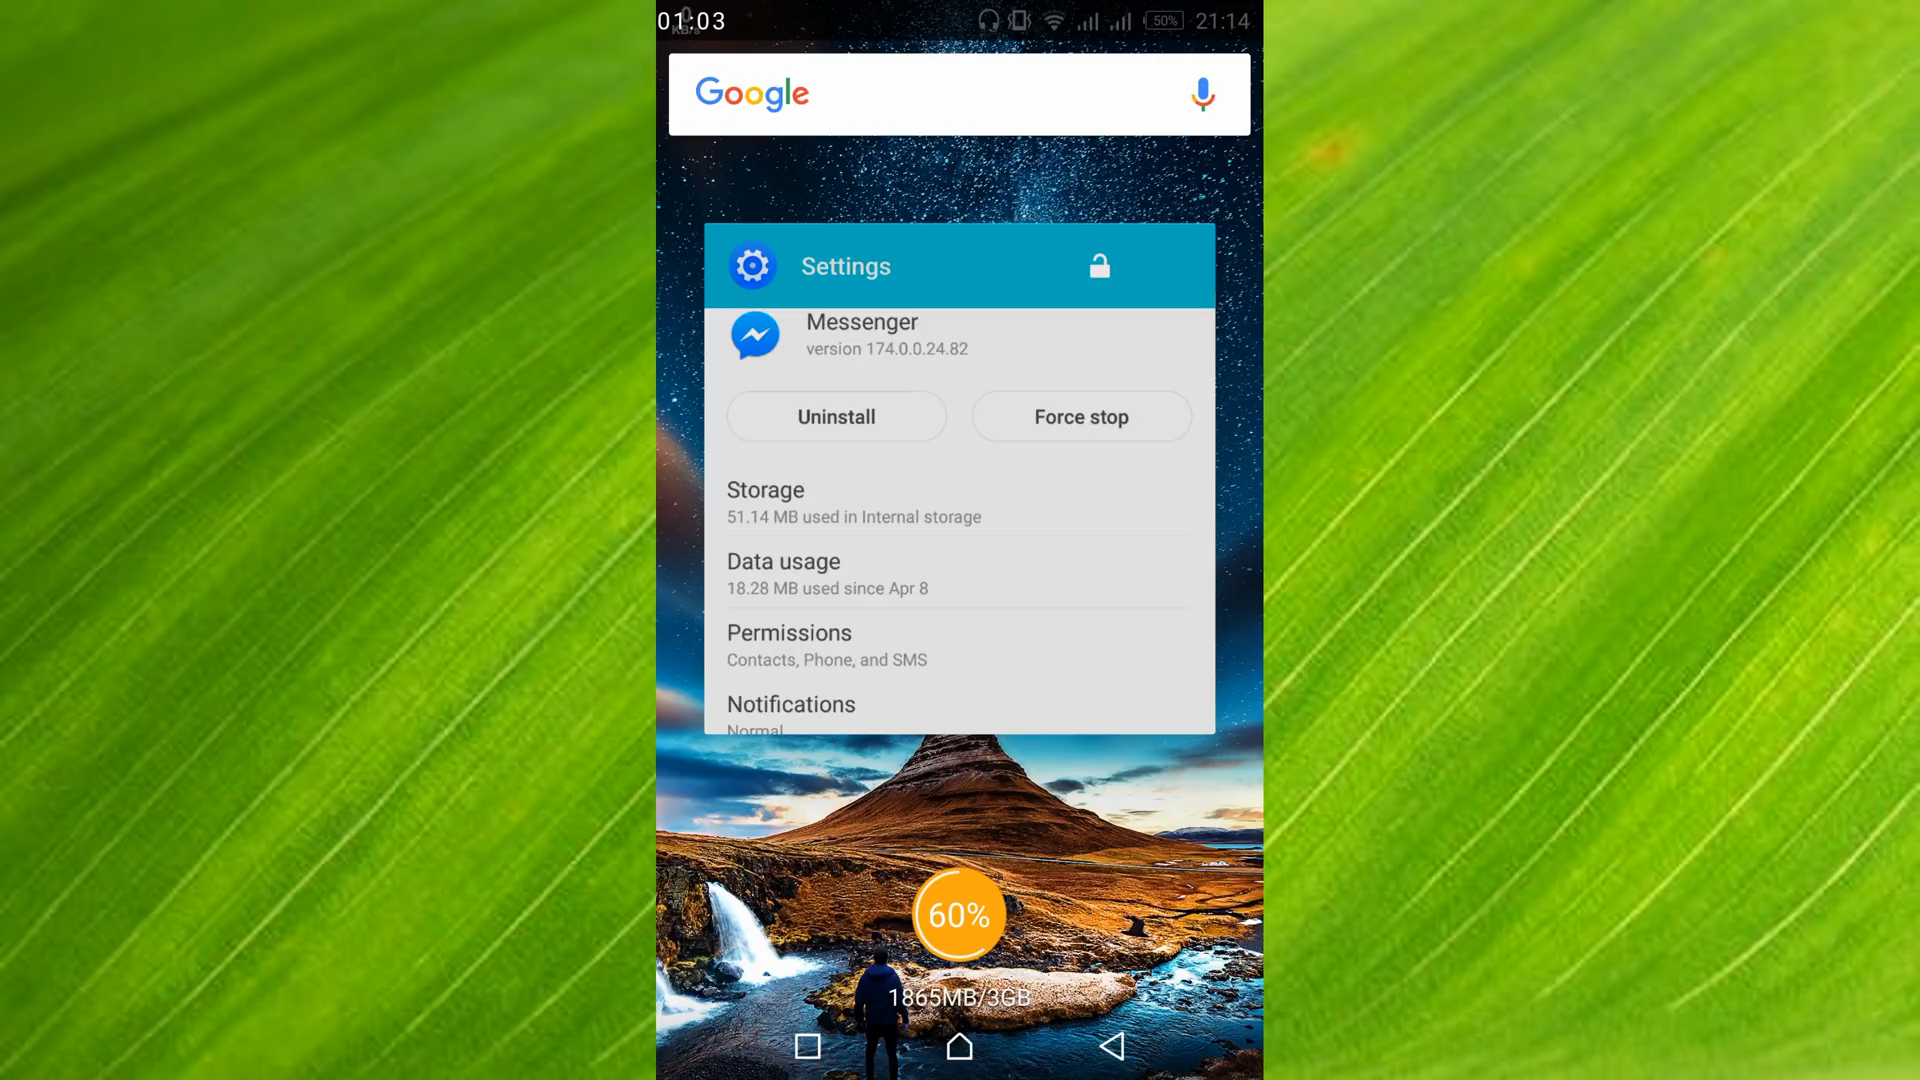 01:03
50% 21:14
Google
Settings
Messenger
version 174.0.0.24.82
Uninstall Force stop
Storage
51.14 MB used in Internal storage
Data usage
18.28 MB used since Apr 8
Permissions
Contacts, Phone, and SMS
Notifications
Normal
60%
1865MB/3GB